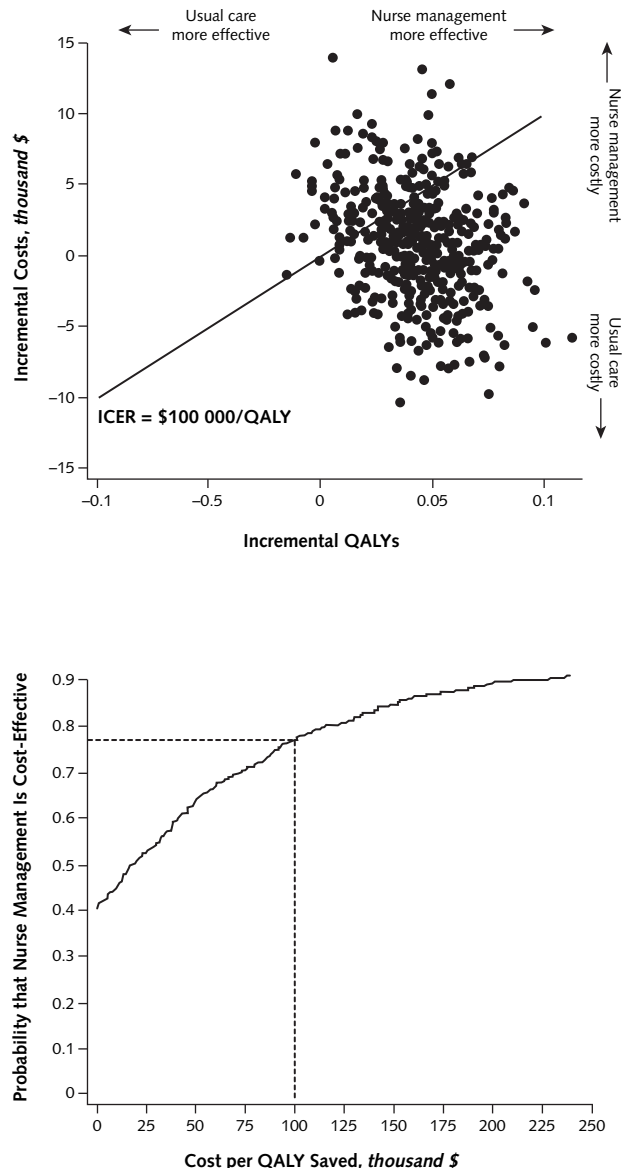 Usual care
more effective
Nurse management
more effective
15
10
5
0
–5
–10
–15
Incremental Costs, thousand $
Nurse management
more costly
Usual care
more costly
ICER = $100 000/QALY
–0.1
–0.5
0
0.05
0.1
Incremental QALYs
0.9
0.8
0.7
0.6
0.5
0.4
0.3
0.2
0.1
0
Probability that Nurse Management Is Cost-Effective
0
25
50
75
100
125
150
175
200
225
250
Cost per QALY Saved, thousand $